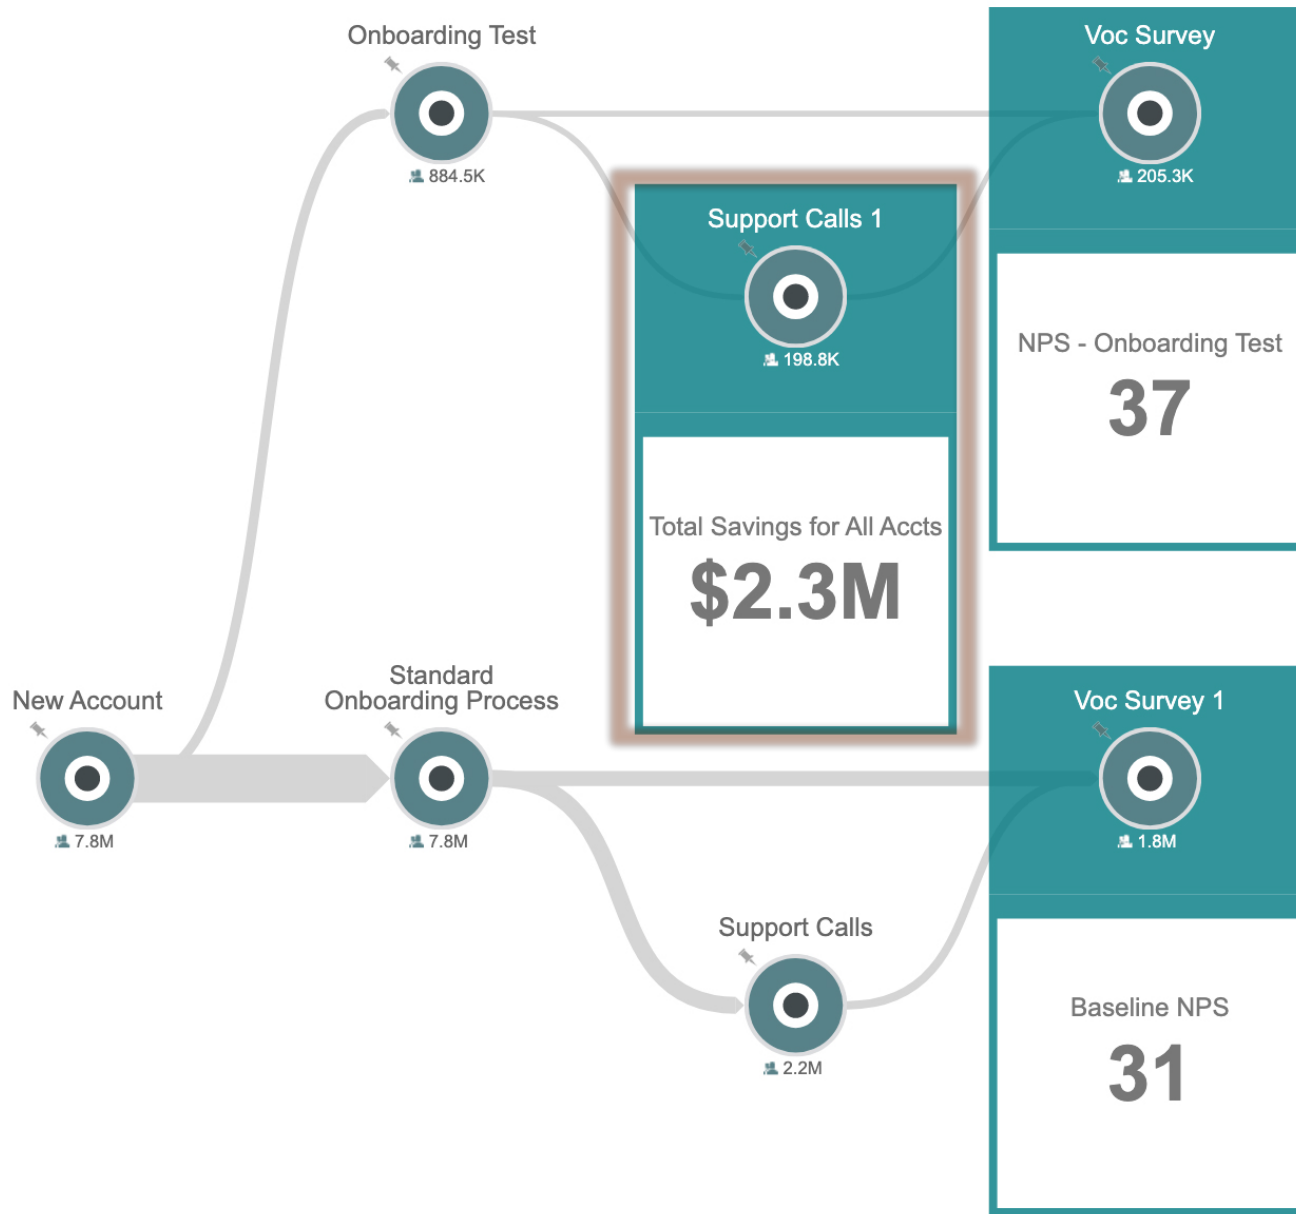 Onboarding Test
884.5K
Voc Survey
205.3K
Support Calls 1
198.8K
NPS - Onboarding Test
37
Total Savings for All Accts
$2.3M
New Account
7.8M
Standard
Onboarding Process
7.8M
Voc Survey 1
1.8M
Support Calls
2.2M
Baseline NPS
31